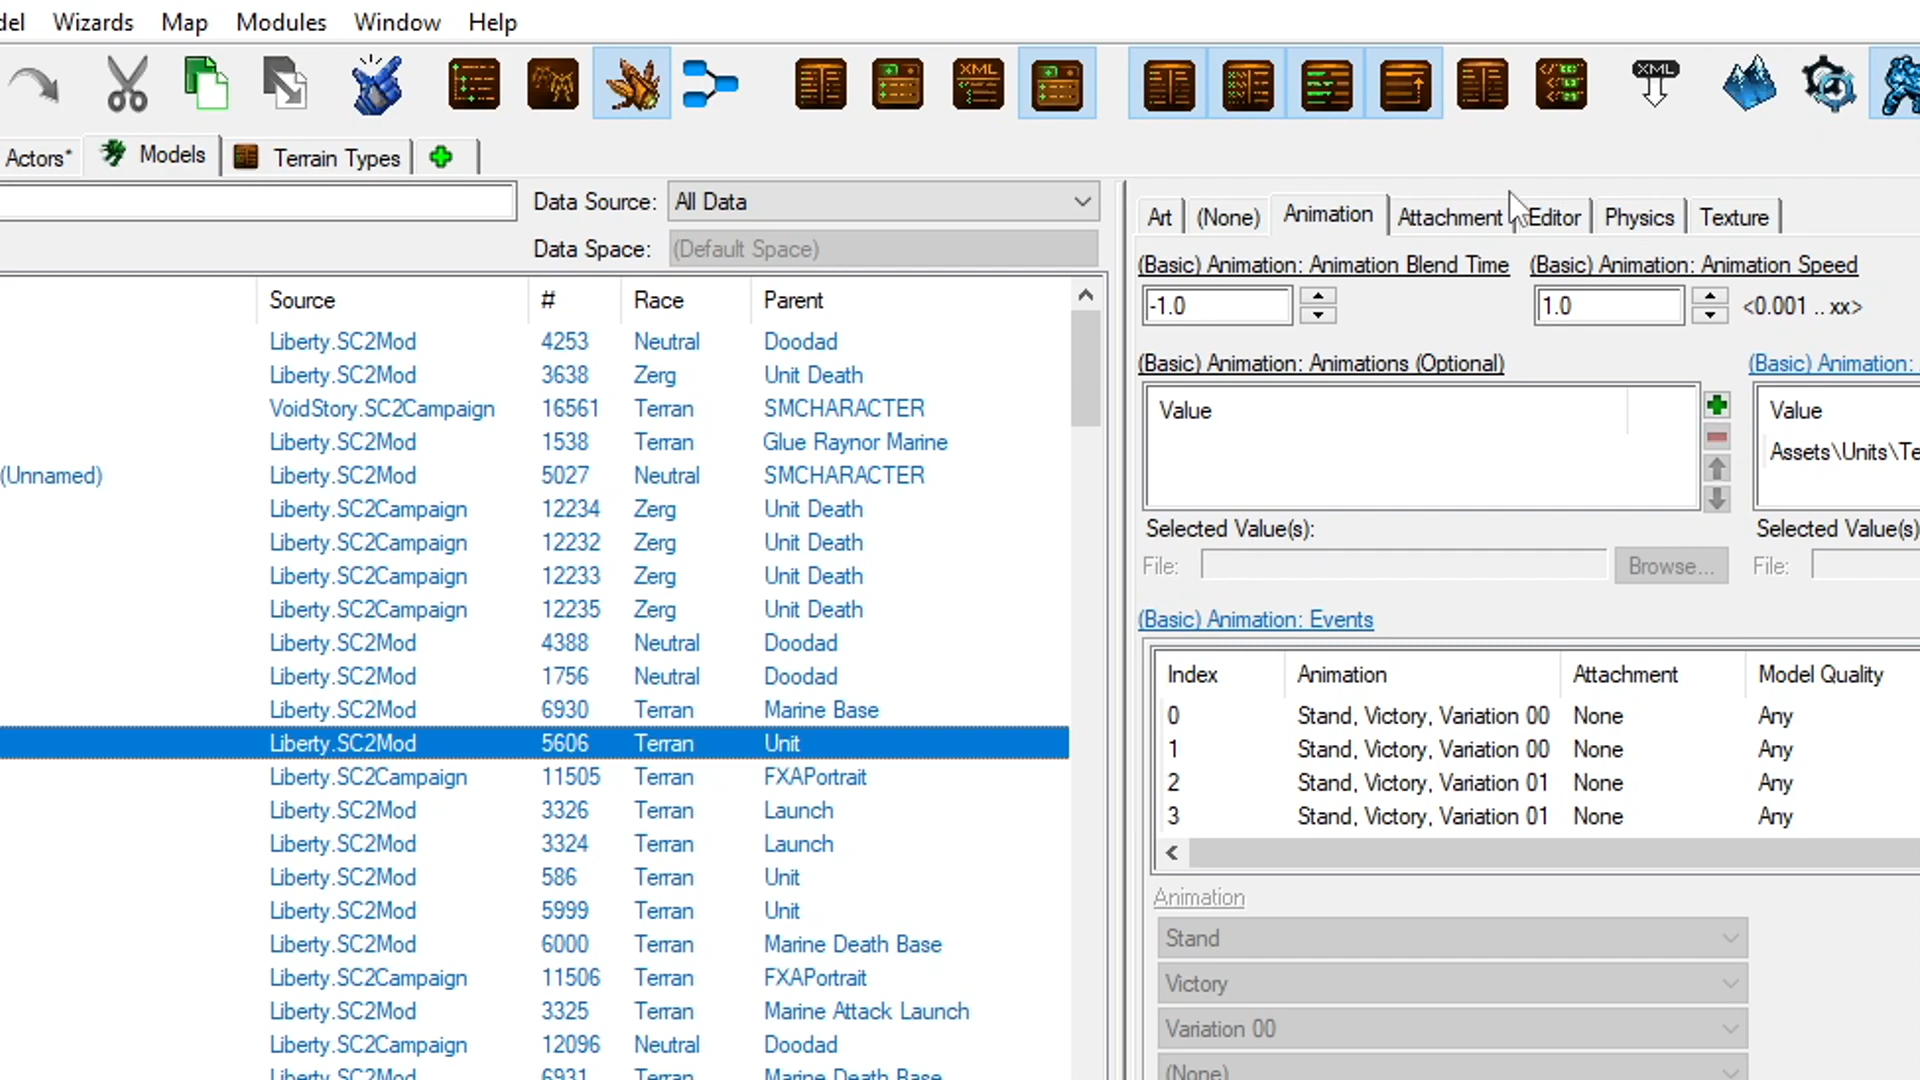 Wizards Map Modules Window Help
XML XML
Actors* Models Terrain Types
Data Source: All Data
Data Space: (Default Space)
Source # Race Parent
Liberty.SC2Mod 4253 Neutral Doodad
Liberty.SC2Mod 3638 Zerg Unit Death
VoidStory.SC2Campaign 16561 Terran SMCHARACTER
Liberty.SC2Mod 1538 Terran Glue Raynor Marine
(Unnamed) Liberty.SC2Mod 5027 Neutral SMCHARACTER
Liberty.SC2Campaign 12234 Zerg Unit Death
Liberty.SC2Campaign 12232 Zerg Unit Death
Liberty.SC2Campaign 12233 Zerg Unit Death
Liberty.SC2Campaign 12235 Zerg Unit Death
Liberty.SC2Mod 4388 Neutral Doodad
Liberty.SC2Mod 1756 Neutral Doodad
Liberty.SC2Mod 6930 Terran Marine Base
Liberty.SC2Mod 5606 Terran Unit
Liberty.SC2Campaign 11505 Terran FXAPortrait
Liberty.SC2Mod 3326 Terran Launch
Liberty.SC2Mod 3324 Terran Launch
Liberty.SC2Mod 586 Terran Unit
Liberty.SC2Mod 5999 Terran Unit
Liberty.SC2Mod 6000 Terran Marine Death Base
Liberty.SC2Campaign 11506 Terran FXAPortrait
Liberty.SC2Mod 3325 Terran Marine Attack Launch
Liberty.SC2Campaign 12096 Neutral Doodad
Liberty.SC2Mod 6931 Terran Marine Death Base
Art (None) Animation Attachment Editor Physics Texture
(Basic) Animation: Animation Blend Time (Basic) Animation: Animation Speed
-1.0 1.0 <0.001 .. xx>
(Basic) Animation: Animations (Optional) (Basic) Animation:
Value Value
Assets\Units\Te
Selected Value(s): Selected Value(s)
File: Browse... File:
(Basic) Animation: Events
Index Animation Attachment Model Quality
0 Stand, Victory, Variation 00 None Any
1 Stand, Victory, Variation 00 None Any
2 Stand, Victory, Variation 01 None Any
3 Stand, Victory, Variation 01 None Any
Animation
Stand
Victory
Variation 00
(None)